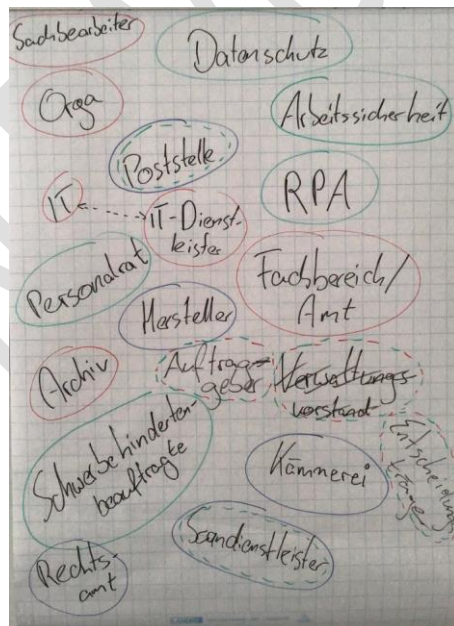 Sachbearbeiter
Datenschutz
Orga
Arbeitssicherheit
Poststelle
RPA
IT
IT-Dienst-
leister
Personalrat
Fachbereich/
Amt
Hersteller
Archiv
Auftrag-
geber
Verwaltungs-
vorstand
Entscheidungs-
träger
Schwerbehinderten-
beauftragte
Kämmerei
Scandienstleister
Rechts-
amt